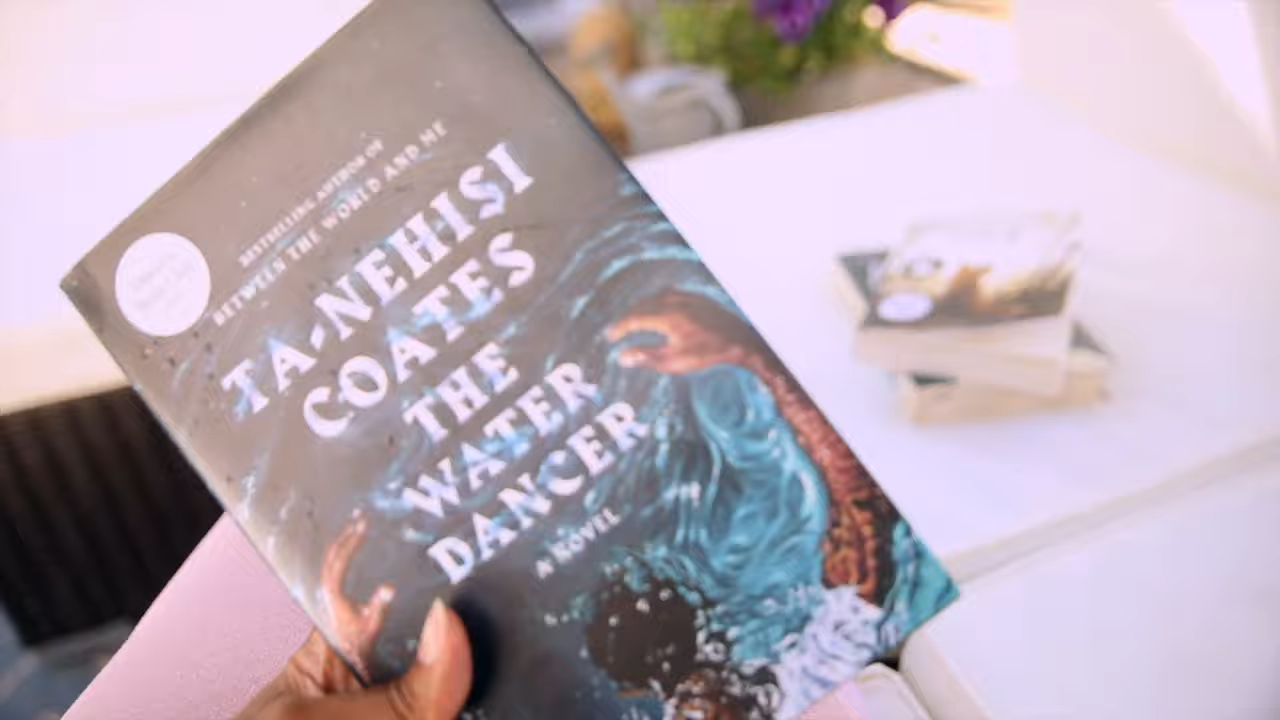 BESTSELLING AUTHOR OF
BETWEEN THE WORLD AND ME
TA-NEHISI
COATES
THE
WATER
DANCER
A NOVEL